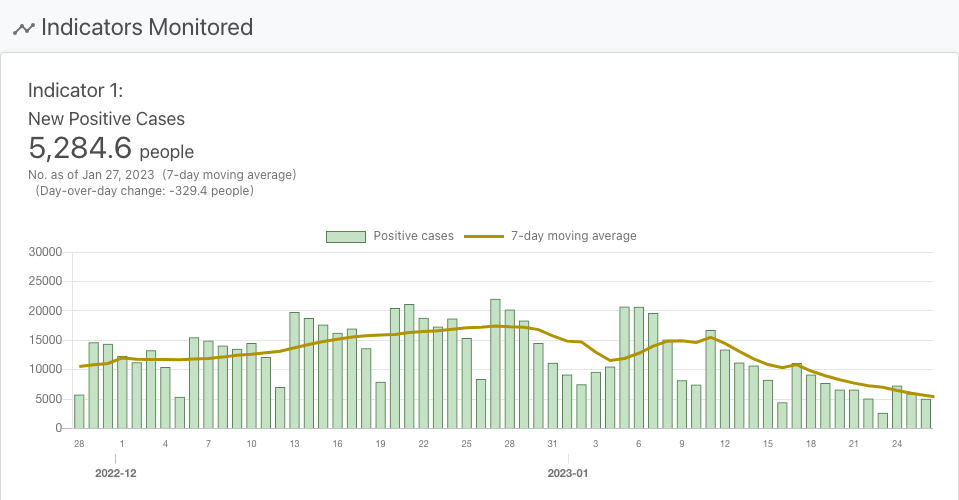 Indicators Monitored
Indicator 1:
New Positive Cases
5,284.6 people
No. as of Jan 27, 2023 (7-day moving average)
(Day-over-day change: -329.4 people)
Positive cases 7-day moving average
30000
25000
20000
15000
10000
5000
0
28 1 4 7 10 13 16 19 22 25 28 31 3 6 9 12 15 18 21 24
2022-12 2023-01